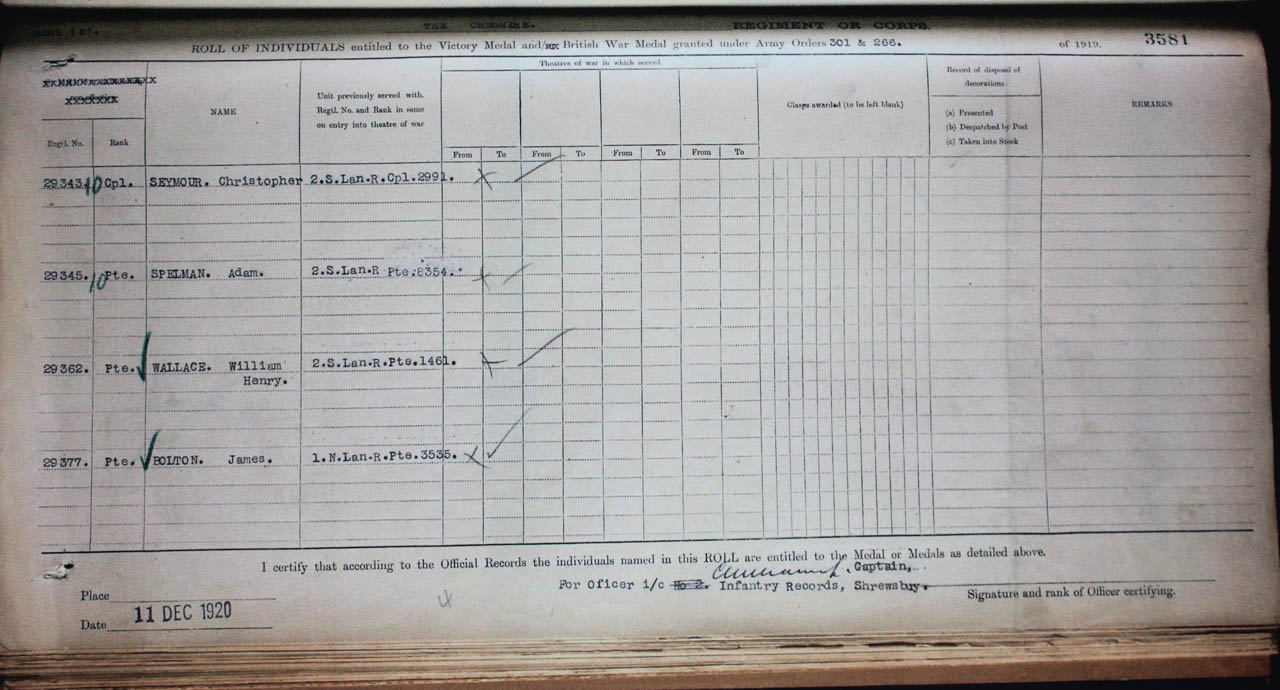 THE CHESHIRE. REGIMENT OR CORPS.
ROLL OF INDIVIDUALS entitled to the Victory Medal and/ British War Medal granted under Army Orders 301 & 266. of 1919. 3581
Theatres of war in which served
Record of disposal of
decorations
Unit previously served with.
Regtl. No. and Rank in same
on entry into theatre of war
NAME
Clasps awarded (to be left blank)
REMARKS
(a) Presented
(b) Despatched by Post
(c) Taken into Stock
Regtl. No. Rank
From To From To From To From To
29343. 10 Cpl. SEYMOUR. Christopher 2.S.Lan.R.Cpl.2991.
29345. 10 Pte. SPELMAN. Adam. 2.S.Lan.R Pte.8354.
29362. Pte. WALLACE. William 2.S.Lan.R.Pte.1461.
Henry.
29377. Pte. BOLTON. James. 1.N.Lan.R.Pte.3535.
I certify that according to the Official Records the individuals named in this ROLL are entitled to the Medal or Medals as detailed above.
Captain,
For Oficer i/c No 2. Infantry Records, Shrewsbuy.
Place
Signature and rank of Officer certifying.
Date 11 DEC 1920